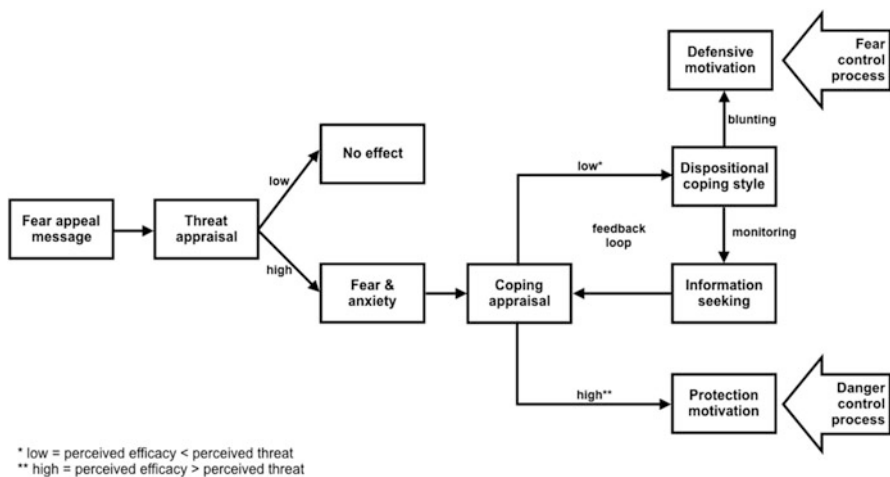 Defensive
motivation
Fear
control
process
blunting
No effect
low
low*
Dispositional
coping style
Fear appeal
message
Threat
appraisal
feedback
loop
monitoring
high
Fear &
anxiety
Coping
appraisal
Information
seeking
high**
Protection
motivation
Danger
control
process
* low = perceived efficacy < perceived threat
** high = perceived efficacy > perceived threat